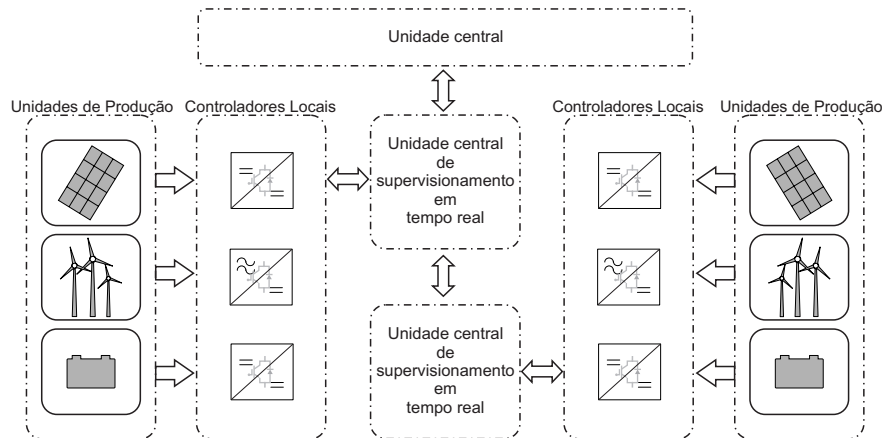 Unidade central
Unidades de Produção
Controladores Locais
Unidade central
de
supervisionamento
em
tempo real
Controladores Locais
Unidades de Produção
Unidade central
de
supervisionamento
em
tempo real